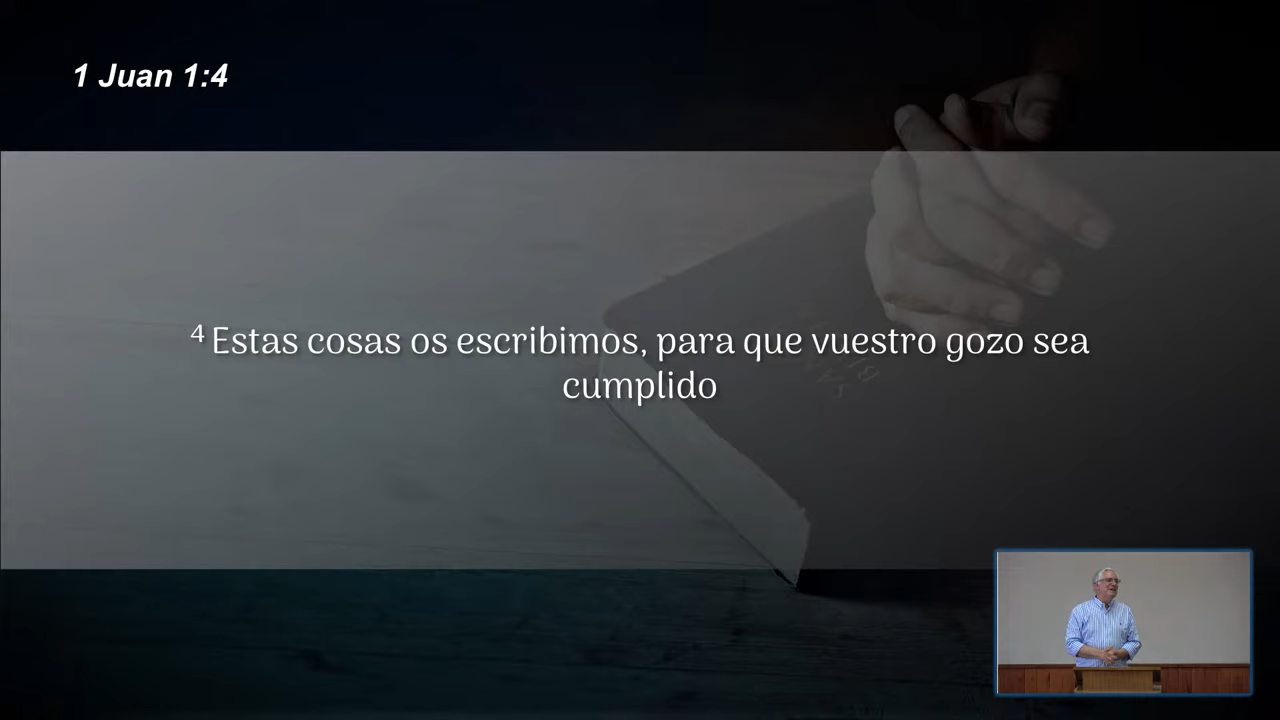 1 Juan 1:4
4 Estas cosas os escribimos, para que vuestro gozo sea
cumplido